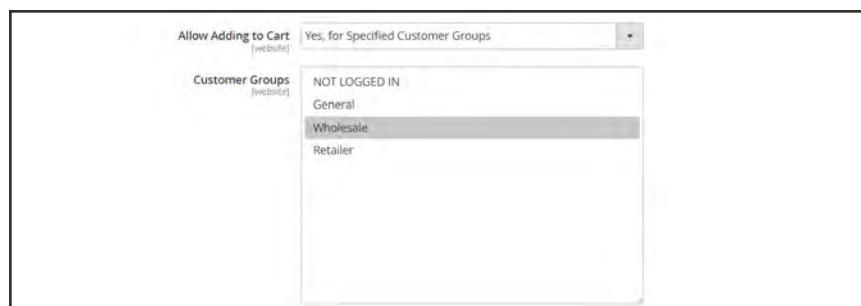 Allow Adding to Cart Yes, for Specified Customer Groups
[website]
Customer Groups NOT LOGGED IN
[website]
General
Wholesale
Retailer